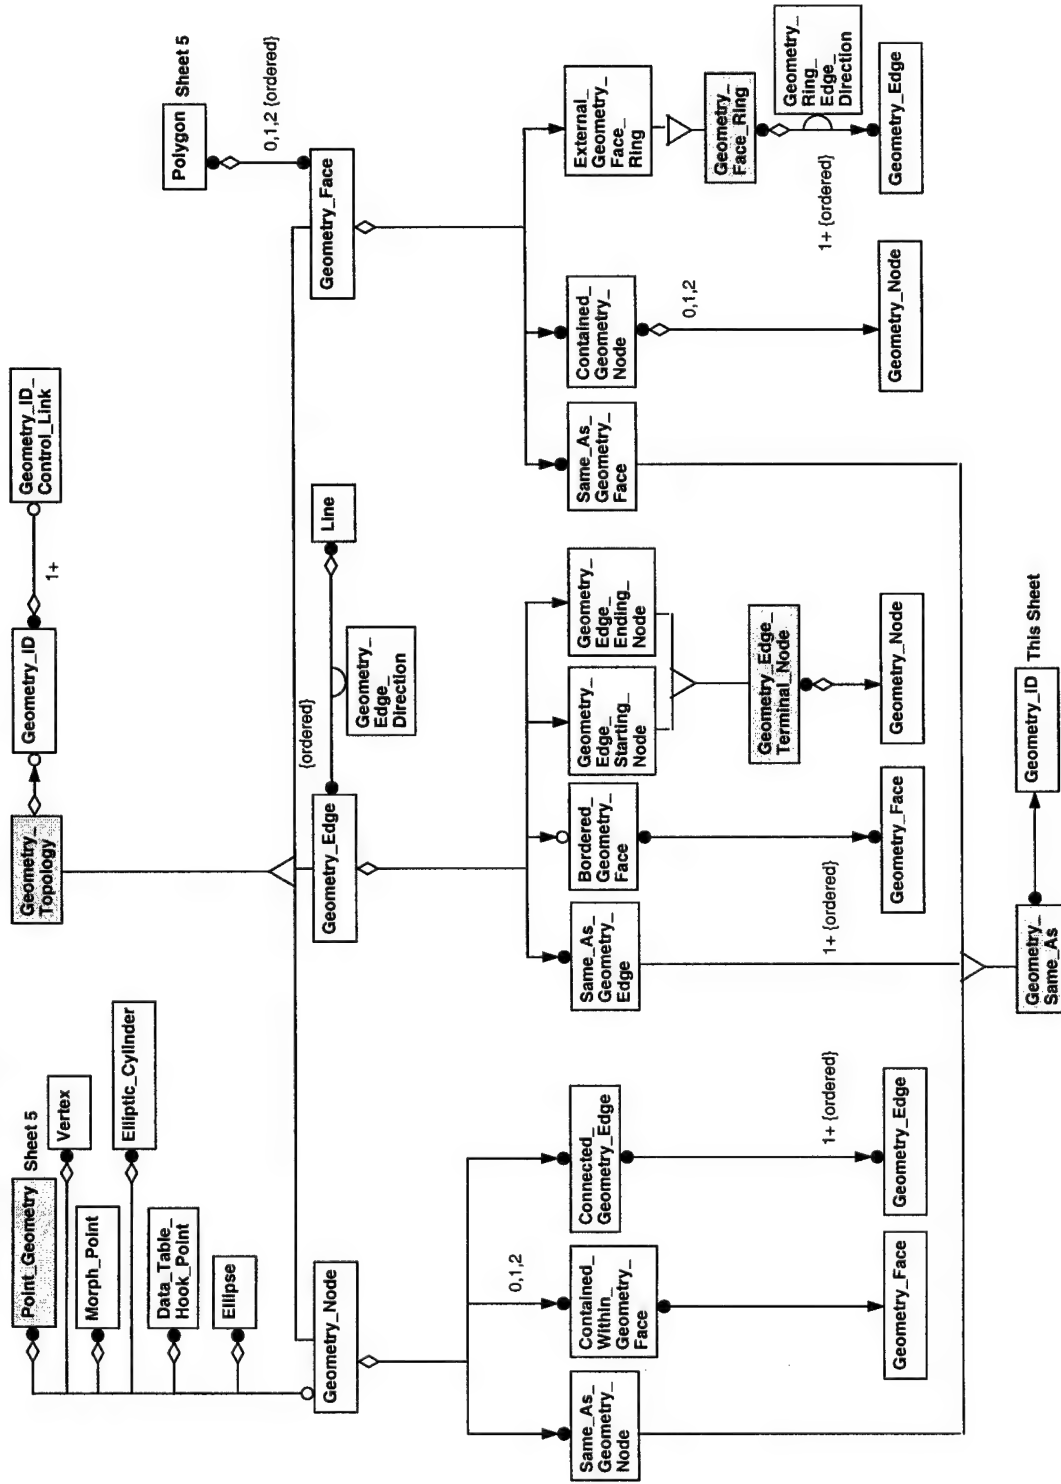 Point_Geometry
Sheet 5
Vertex
Morph_Point
Elliptic_Cylinder
Data_Table_
Hook_Point
Ellipse
Geometry_
Topology
Geometry_ID
1+
Geometry_ID_
Control_Link
Polygon
Sheet 5
0,1,2 {ordered}
Geometry_Node
Geometry_Edge
{ordered}
Geometry_
Edge_
Direction
Line
Geometry_Face
Same_As_
Geometry_
Node
0,1,2
Contained_
Within_
Geometry_
Face
Connected_
Geometry_Edge
Same_As_
Geometry_
Edge
Bordered_
Geometry_
Face
Geometry_
Edge_
Starting_
Node
Geometry_
Edge_
Ending_
Node
Same_As_
Geometry_
Face
Contained_
Geometry_
Node
External_
Geometry_
Face_
Ring
Geometry_Edge_
Terminal_Node
0,1,2
Geometry_
Face_Ring
Geometry_
Ring_
Edge_
Direction
1+ {ordered}
1+ {ordered}
1+ {ordered}
Geometry_Face
Geometry_Edge
Geometry_Face
Geometry_Node
Geometry_Node
Geometry_Edge
Geometry_
Same_As
Geometry_ID
This Sheet